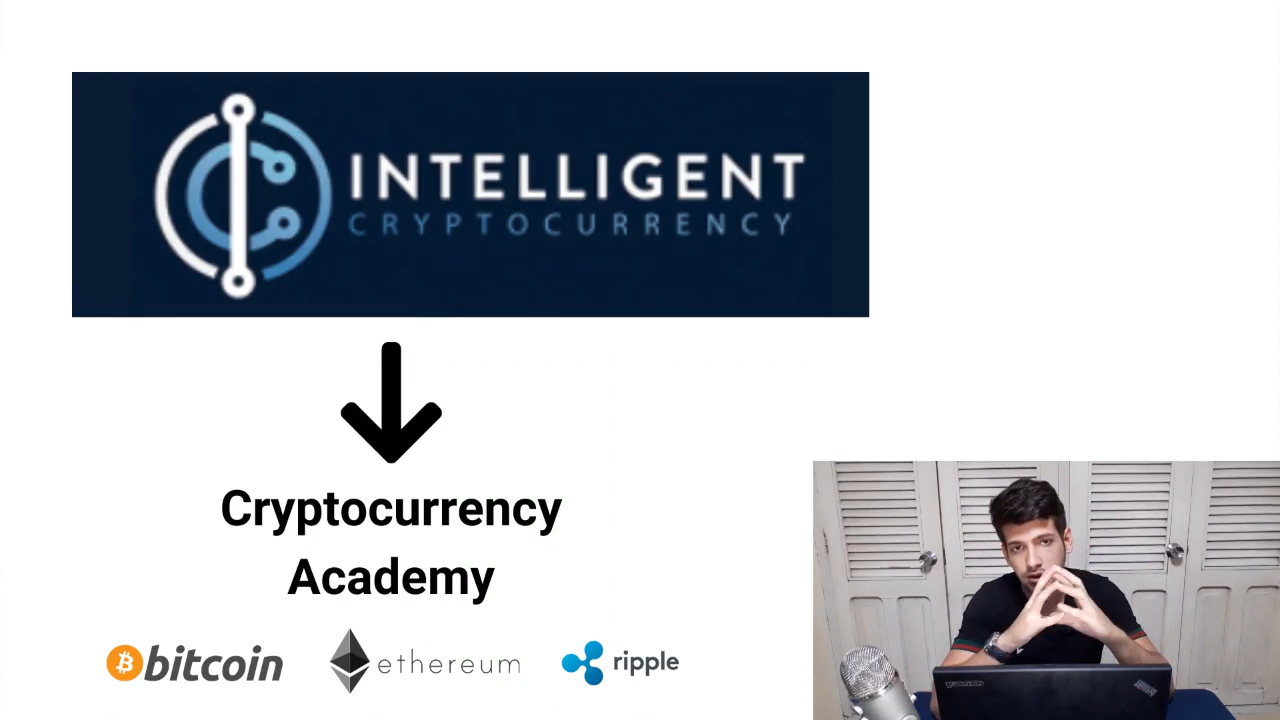 INTELLIGENT
CRYPTOCURRENCY
Cryptocurrency
Academy
bitcoin
ethereum
ripple